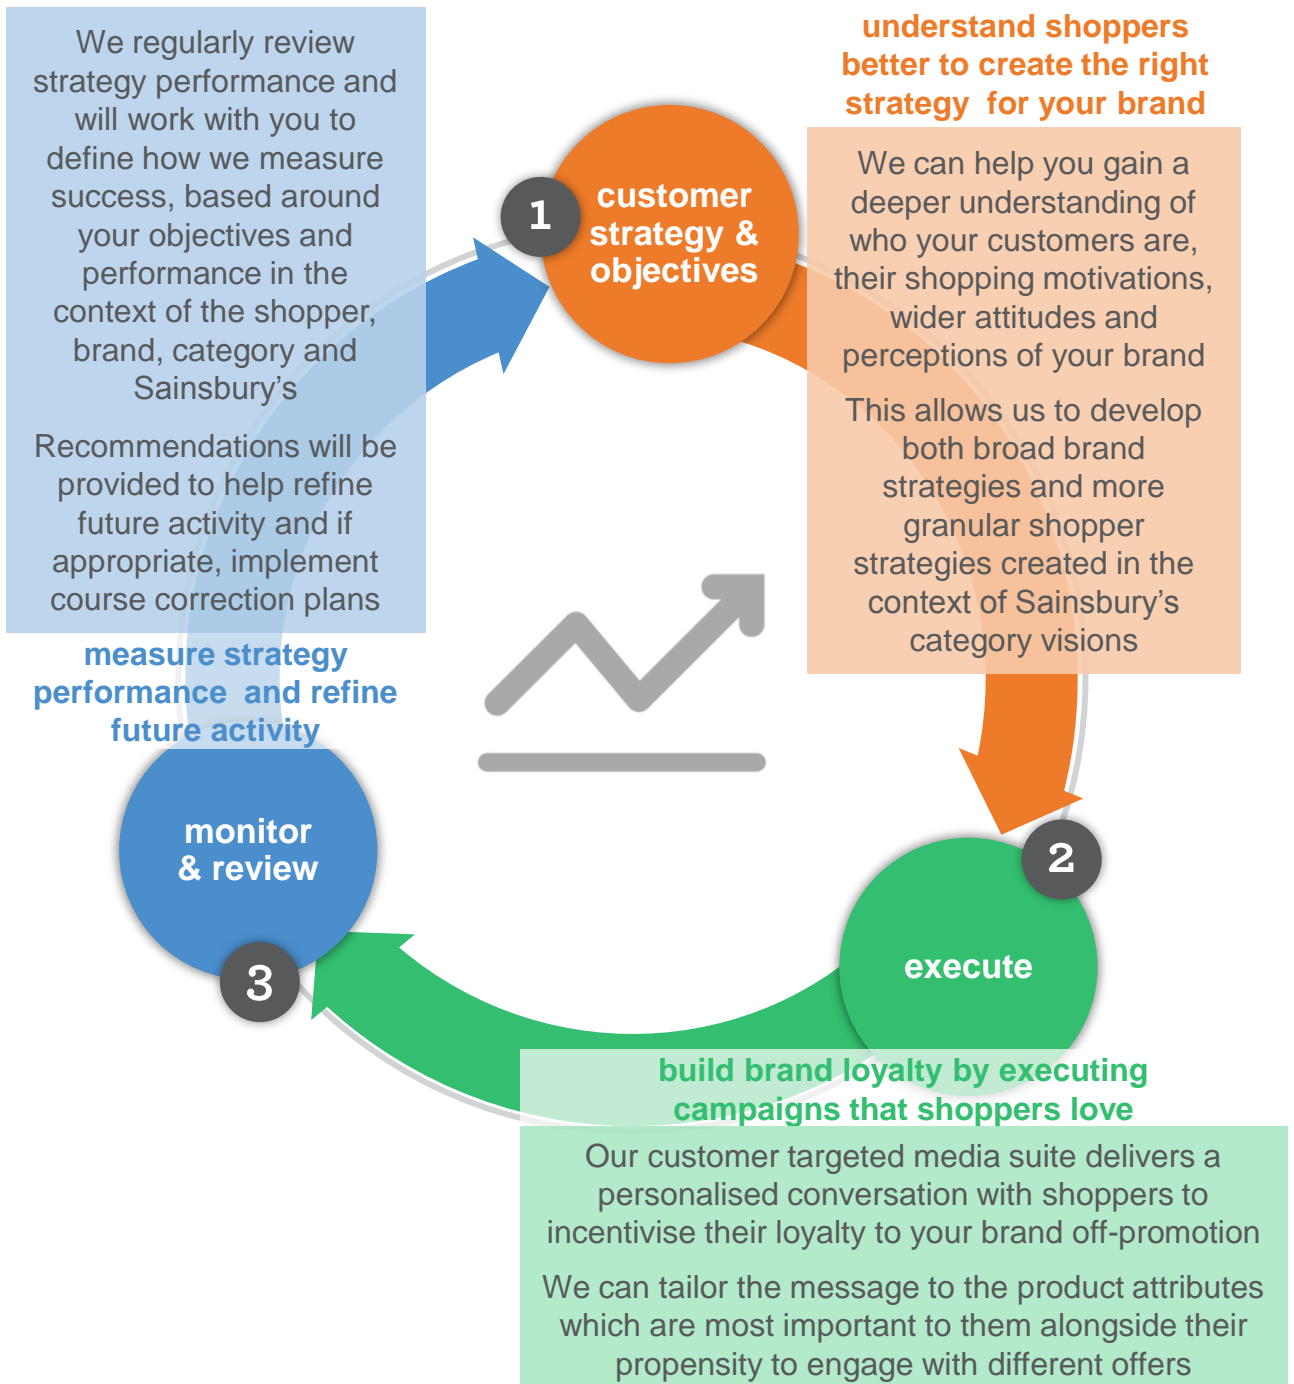 understand shoppers
better to create the right
strategy for your brand
1
customer
strategy &
objectives
We can help you gain a
deeper understanding of
who your customers are,
their shopping motivations,
wider attitudes and
perceptions of your brand
This allows us to develop
both broad brand
strategies and more
granular shopper
strategies created in the
context of Sainsbury's
category visions
2
execute
build brand loyalty by executing
campaigns that shoppers love
Our customer targeted media suite delivers a
personalised conversation with shoppers to
incentivise their loyalty to your brand off-promotion
We can tailor the message to the product attributes
which are most important to them alongside their
propensity to engage with different offers
3
monitor
& review
We regularly review
strategy performance and
will work with you to
define how we measure
success, based around
your objectives and
performance in the
context of the shopper,
brand, category and
Sainsbury's
Recommendations will be
provided to help refine
future activity and if
appropriate, implement
course correction plans
measure strategy
performance and refine
future activity